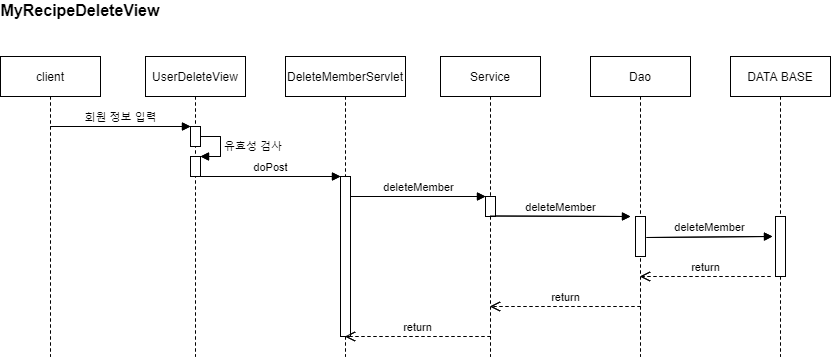 MyRecipeDeleteView
client
UserDeleteView
DeleteMemberServlet
Service
Dao
DATA BASE
회원 정보 입력
유효성 검사
doPost
deleteMember
deleteMember
deleteMember
return
return
return